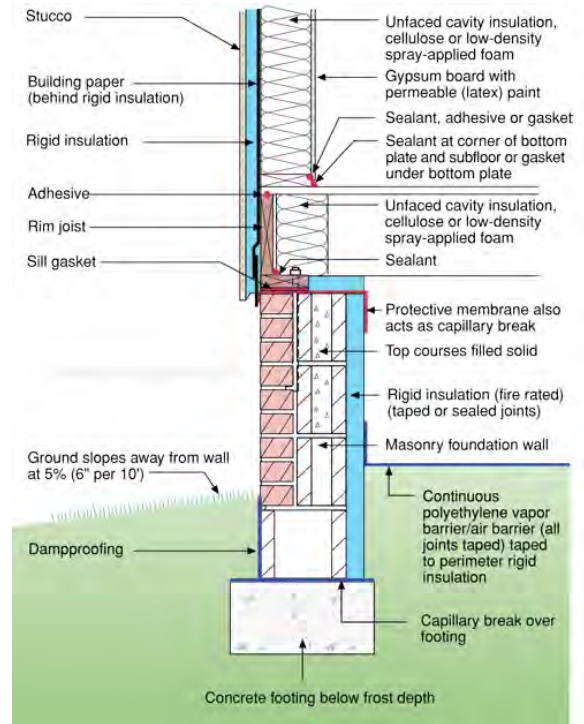 Stucco
Building paper
(behind rigid insulation)
Rigid insulation
Adhesive
Rim joist
Sill gasket
Ground slopes away from wall
at 5% (6" per 10')
Dampproofing
Unfaced cavity insulation,
cellulose or low-density
spray-applied foam
Gypsum board with
permeable (latex) paint
Sealant, adhesive or gasket
Sealant at corner of bottom
plate and subfloor or gasket
under bottom plate
Unfaced cavity insulation,
cellulose or low-density
spray-applied foam
Sealant
Protective membrane also
acts as capillary break
Top courses filled solid
Rigid insulation (fire rated)
(taped or sealed joints)
Masonry foundation wall
Continuous
polyethylene vapor
barrier/air barrier (all
joints taped) taped
to perimeter rigid
insulation
Capillary break over
footing
Concrete footing below frost depth